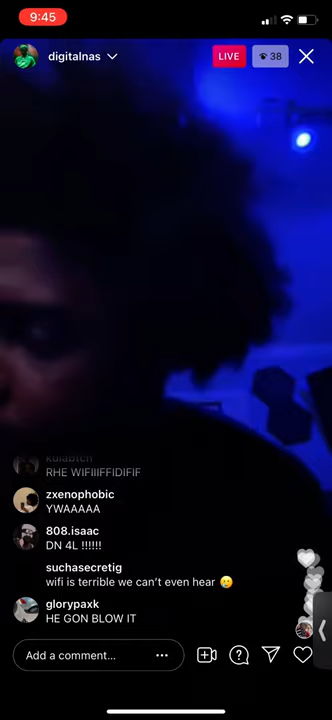 9:45
digitalnas
LIVE
38
kulabtch
RHE WIFIIIFFIDIFIF
zxenophobic
YWAAAAA
808.isaac
DN 4L !!!!!!
suchasecretig
wifi is terrible we can't even hear 🥲
glorypaxk
HE GON BLOW IT
Add a comment...